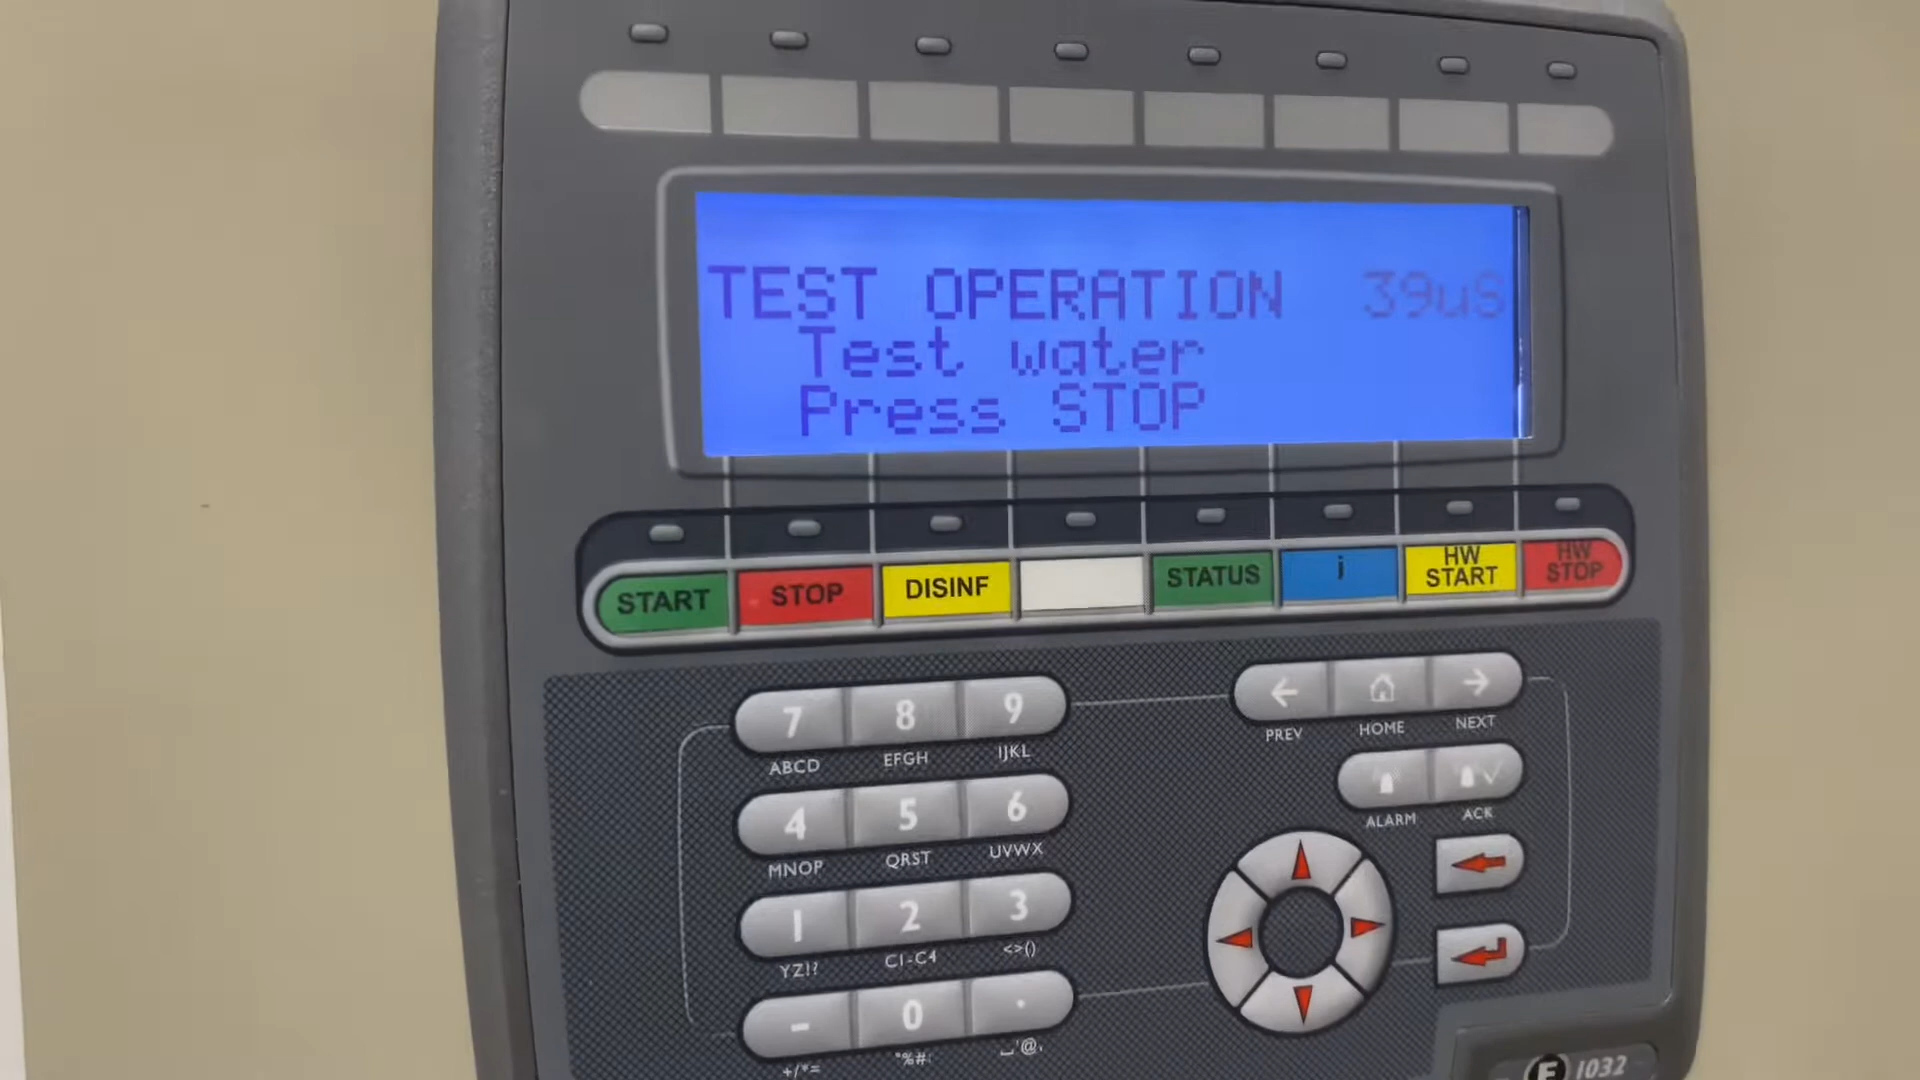 TEST OPERATION 39uS
Test water
Press STOP
START STOP DISINF STATUS i HW START HW STOP
7 8 9
ABCD EFGH IJKL
PREV HOME NEXT
4 5 6
MNOP QRST UVWX
ALARM ACK
1 2 3
YZ!? C1-C4 <>()
- 0 .
+/*= °%#: ⎵'@,
E 1032